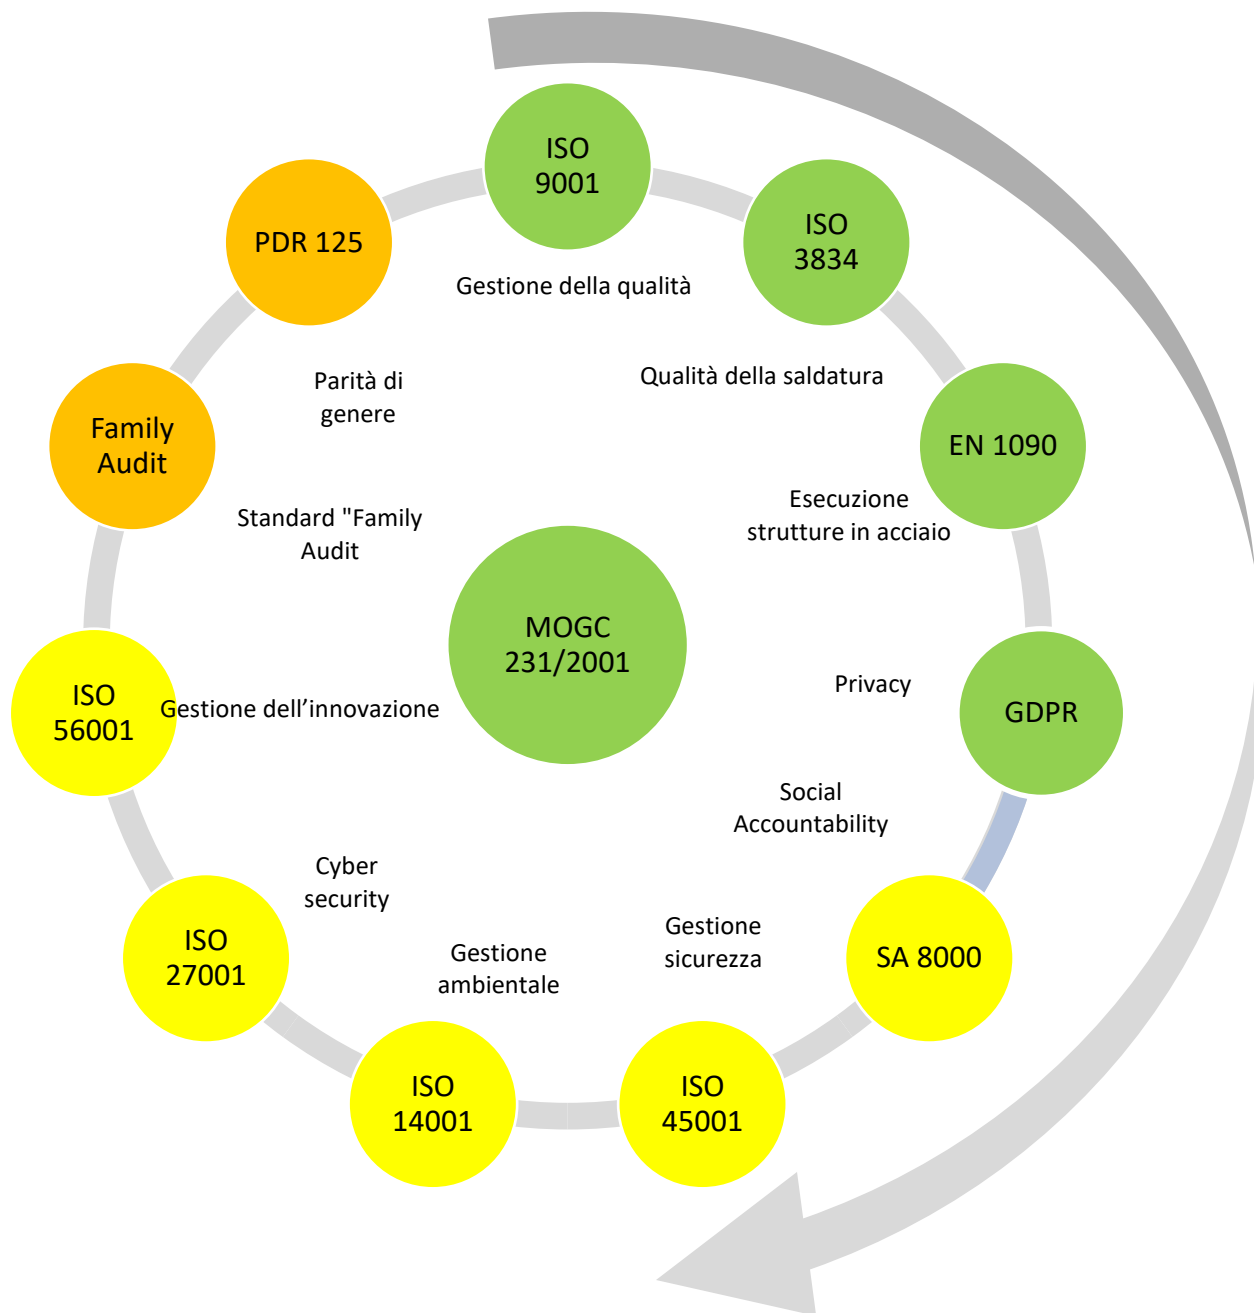 ISO
9001
ISO
3834
PDR 125
Gestione della qualità
Parità di
genere
Qualità della saldatura
Family
Audit
EN 1090
Standard "Family
Audit
Esecuzione
strutture in acciaio
MOGC
231/2001
ISO
56001
Gestione dell’innovazione
Privacy
GDPR
Social
Accountability
Cyber
security
Gestione
sicurezza
ISO
27001
Gestione
ambientale
SA 8000
ISO
14001
ISO
45001